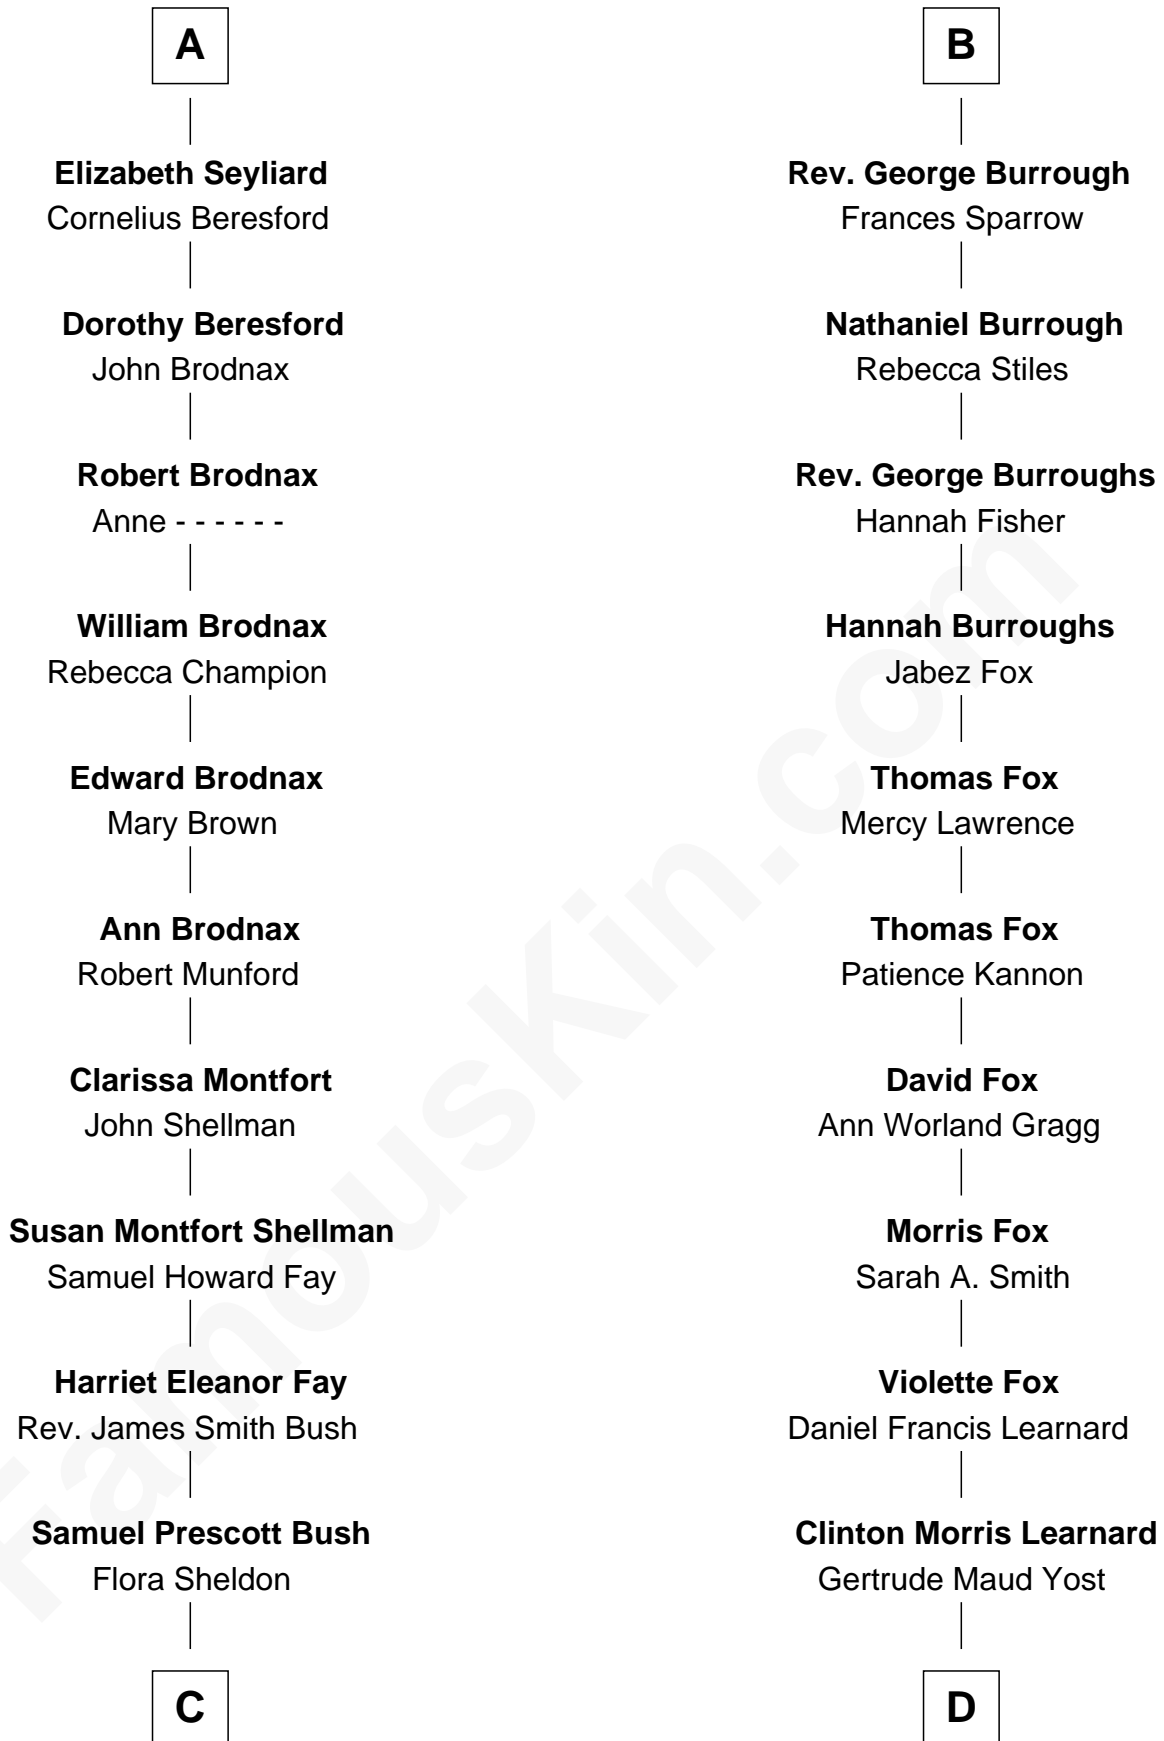 A
Elizabeth Seyliard
Cornelius Beresford
Dorothy Beresford
John Brodnax
Robert Brodnax
Anne - - - - - -
William Brodnax
Rebecca Champion
Edward Brodnax
Mary Brown
Ann Brodnax
Robert Munford
Clarissa Montfort
John Shellman
Susan Montfort Shellman
Samuel Howard Fay
Harriet Eleanor Fay
Rev. James Smith Bush
Samuel Prescott Bush
Flora Sheldon
C
B
Rev. George Burrough
Frances Sparrow
Nathaniel Burrough
Rebecca Stiles
Rev. George Burroughs
Hannah Fisher
Hannah Burroughs
Jabez Fox
Thomas Fox
Mercy Lawrence
Thomas Fox
Patience Kannon
David Fox
Ann Worland Gragg
Morris Fox
Sarah A. Smith
Violette Fox
Daniel Francis Learnard
Clinton Morris Learnard
Gertrude Maud Yost
D
FamousKin.com